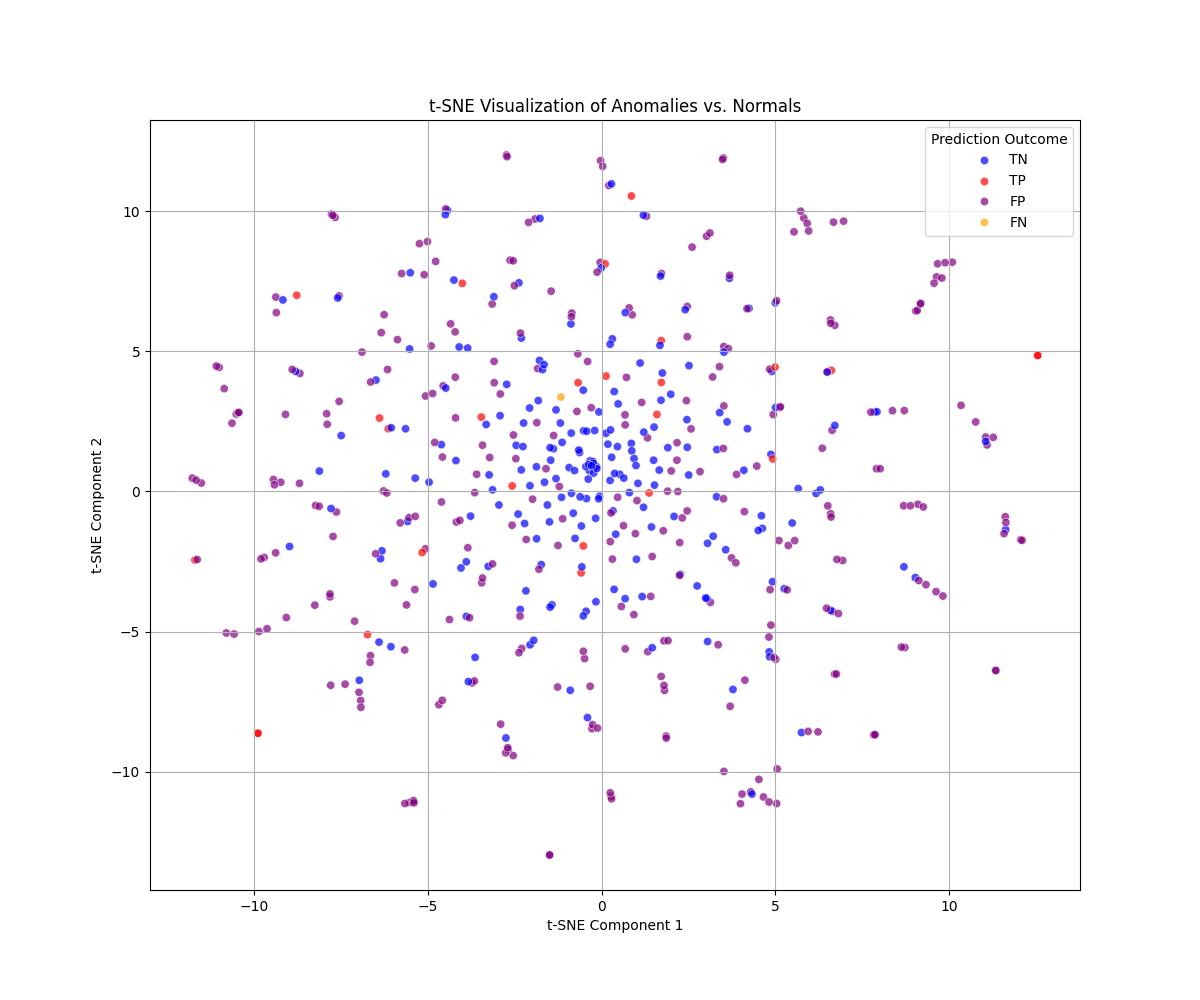 t-SNE Visualization of Anomalies vs. Normals
Prediction Outcome
TN
TP
FP
FN
10
5
0
−5
−10
t-SNE Component 2
−10
−5
0
5
10
t-SNE Component 1